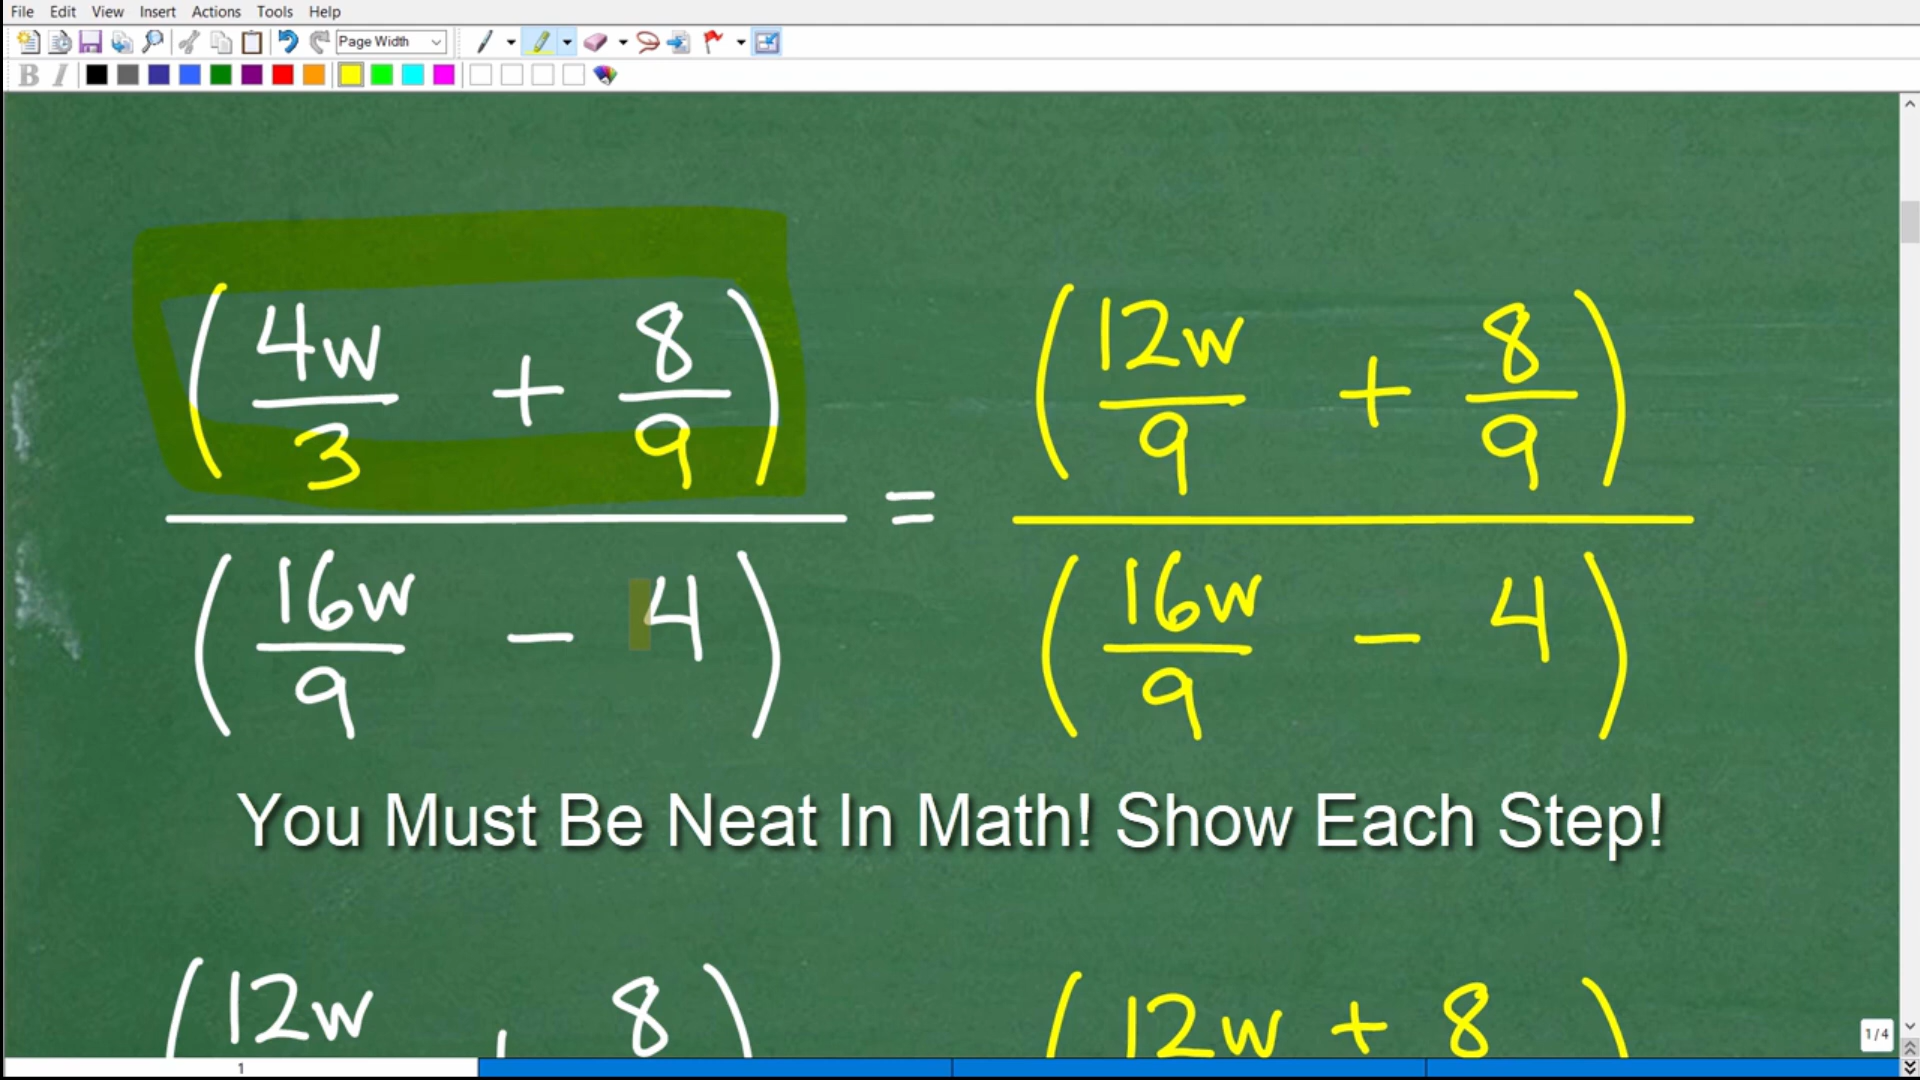 File Edit View Insert Actions Tools Help
Page Width
B I
(4w/3 + 8/9) / (16w/9 - 4) = (12w/9 + 8/9) / (16w/9 - 4)
You Must Be Neat In Math! Show Each Step!
(12w 8) (12w + 8)
1/4
1